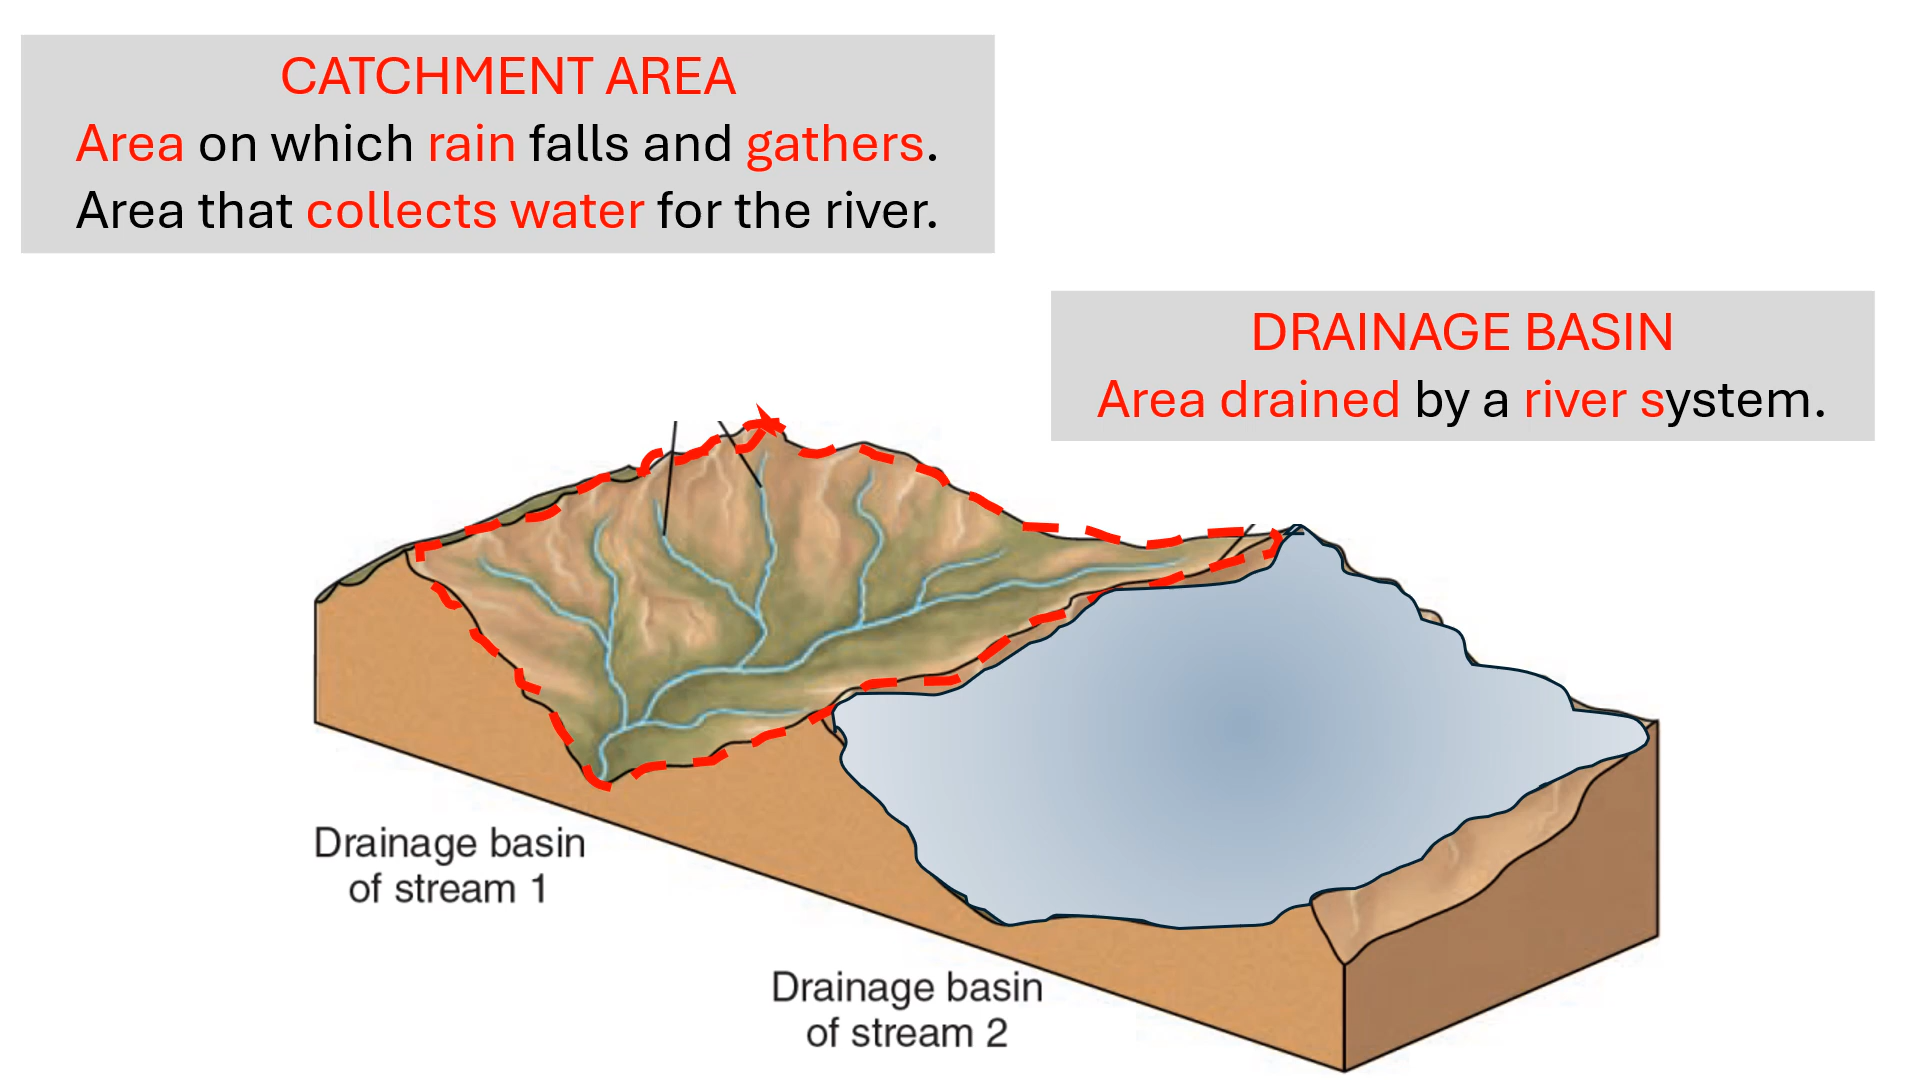 CATCHMENT AREA
Area on which rain falls and gathers.
Area that collects water for the river.
DRAINAGE BASIN
Area drained by a river system.
Drainage basin
of stream 1
Drainage basin
of stream 2